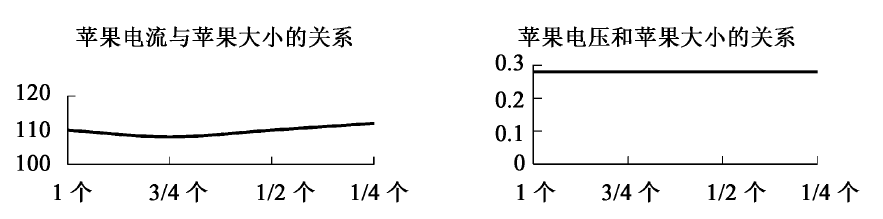 苹果电流与苹果大小的关系
120
110
100
1个
3/4个
1/2个
1/4个
苹果电压和苹果大小的关系
0.3
0.2
0.1
0
1个
3/4个
1/2个
1/4个